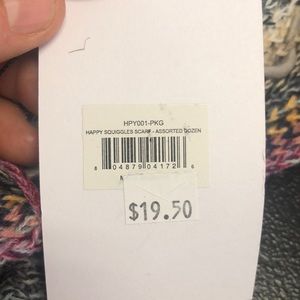 HPY001-PKG
HAPPY SQUIGGLES SCARF - ASSORTED DOZEN
8 04879 04172 6
$19.50